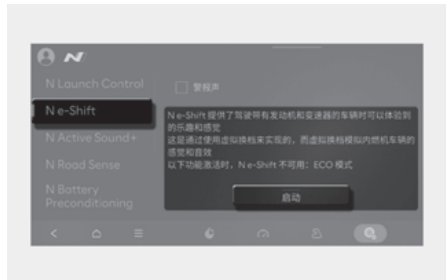 N
N Launch Control
警报声
N e-Shift
N e-Shift 提供了驾驶带有发动机和变速器的车辆时可以体验到
的乐趣和感觉
这是通过使用虚拟换档来实现的，而虚拟换档模拟内燃机车辆的
感觉和音效
以下功能激活时，N e-Shift 不可用：ECO 模式
N Active Sound+
N Road Sense
N Battery
Preconditioning
启动